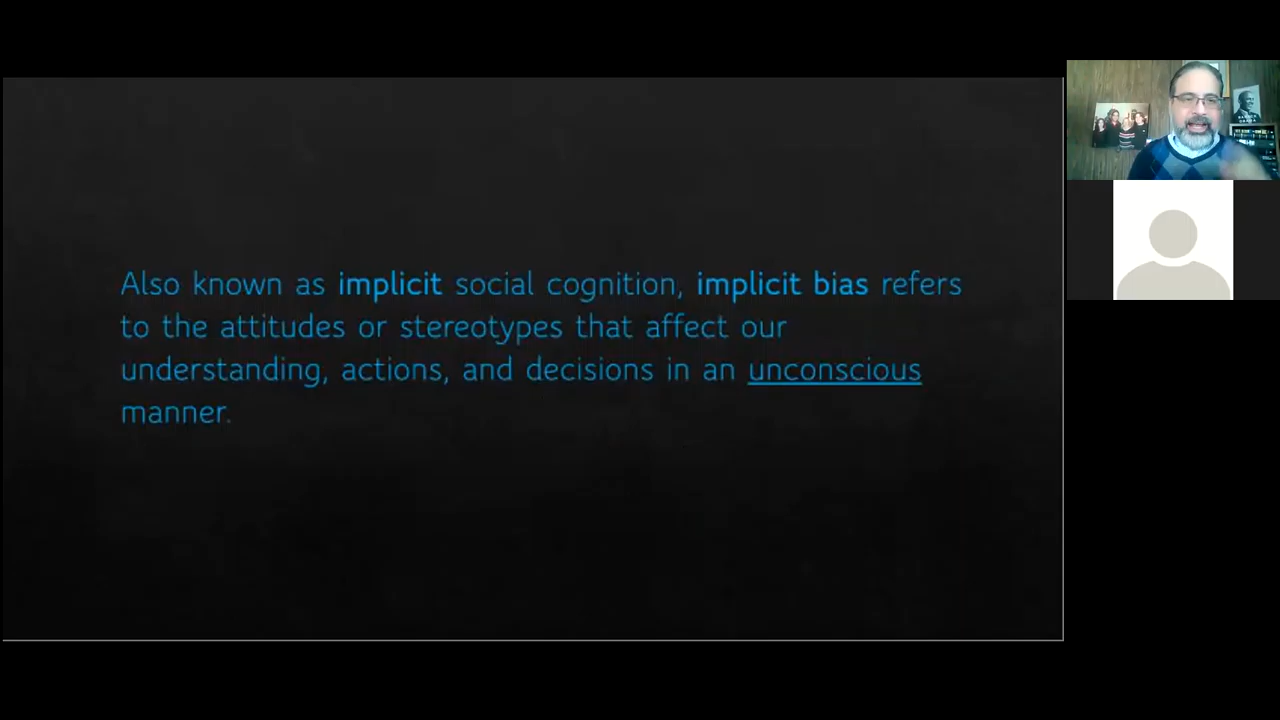 Also known as implicit social cognition, implicit bias refers
to the attitudes or stereotypes that affect our
understanding, actions, and decisions in an unconscious
manner.